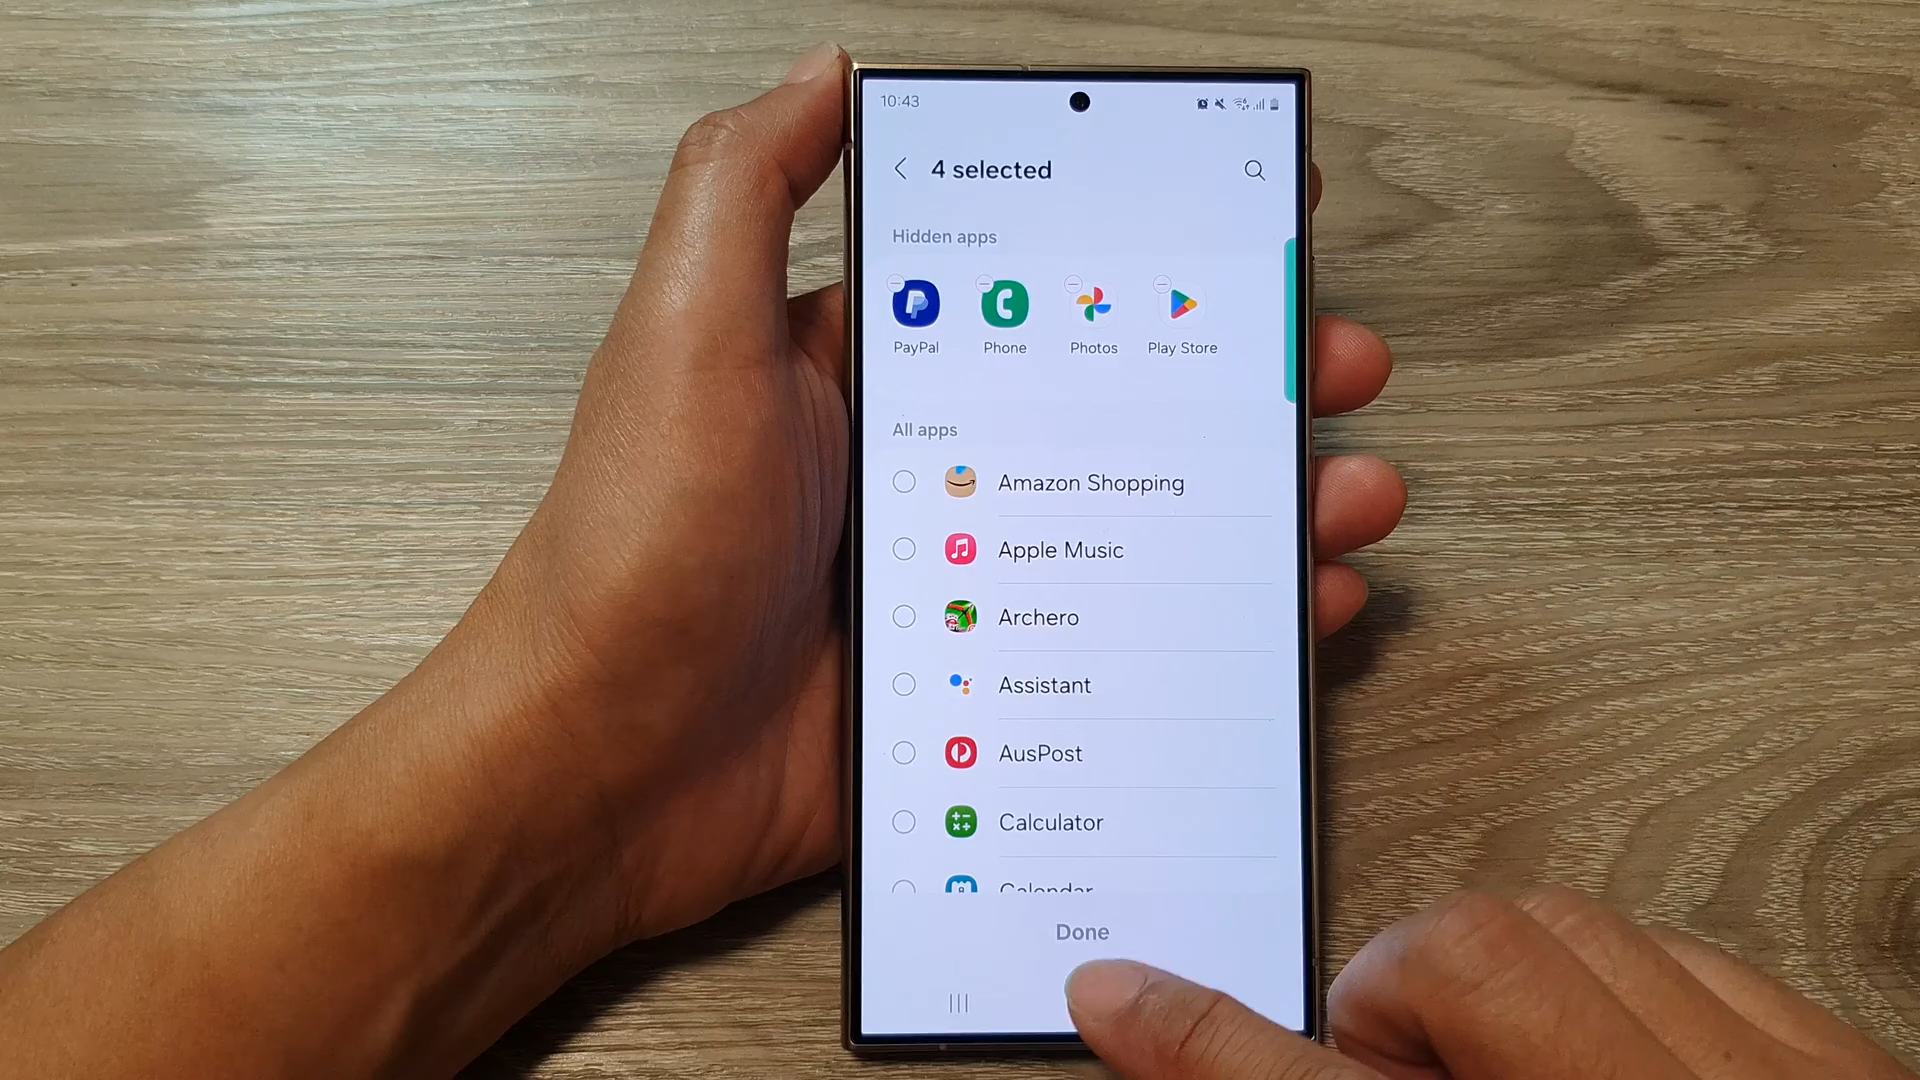 10:43
4 selected
Hidden apps
PayPal Phone Photos Play Store
All apps
Amazon Shopping
Apple Music
Archero
Assistant
AusPost
Calculator
Calendar
Done